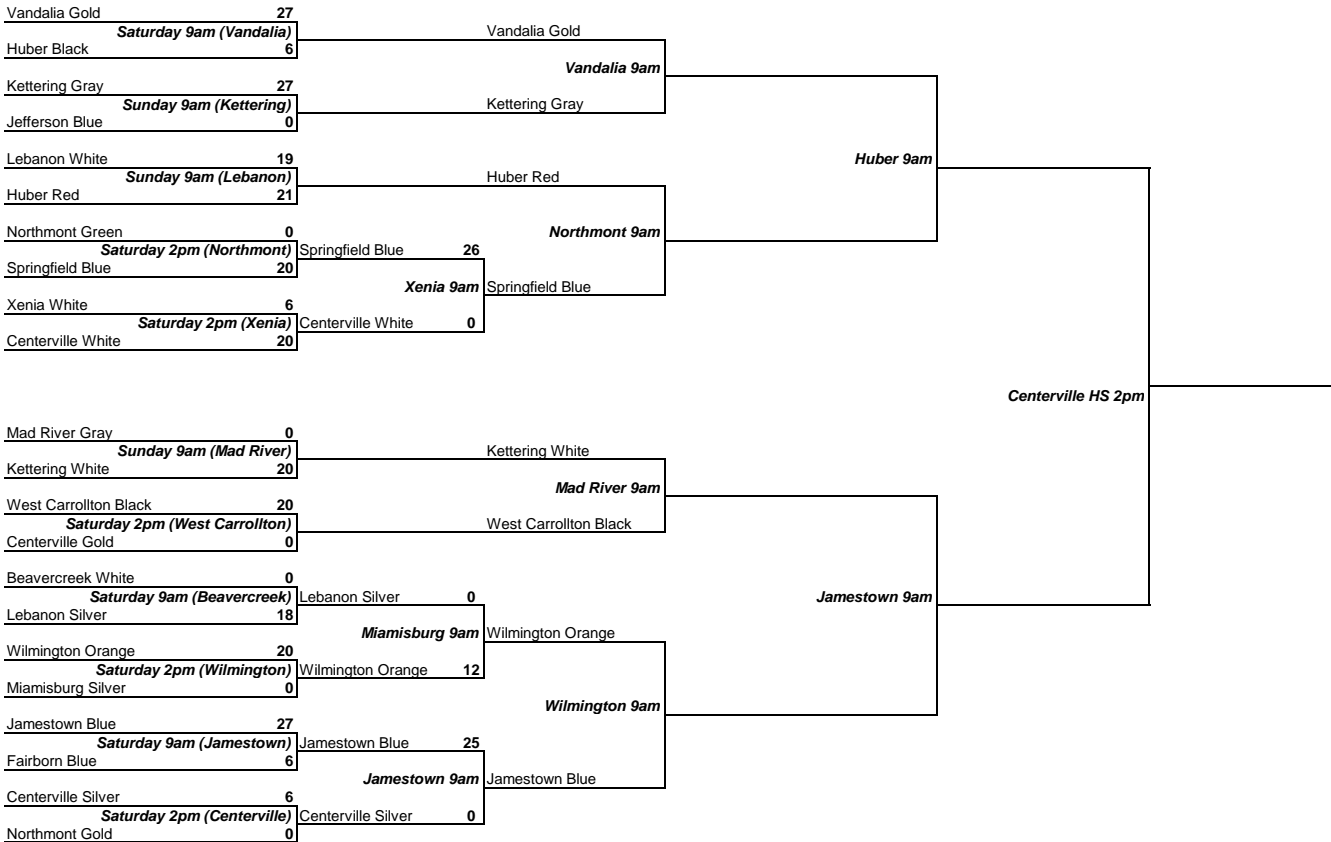 Vandalia Gold 27
Saturday 9am (Vandalia) Vandalia Gold
Huber Black 6
Vandalia 9am
Kettering Gray 27
Sunday 9am (Kettering) Kettering Gray
Jefferson Blue 0
Lebanon White 19 Huber 9am
Sunday 9am (Lebanon) Huber Red
Huber Red 21
Northmont Green 0 Northmont 9am
Saturday 2pm (Northmont) Springfield Blue 26
Springfield Blue 20
Xenia 9am Springfield Blue
Xenia White 6
Saturday 2pm (Xenia) Centerville White 0
Centerville White 20
Centerville HS 2pm
Mad River Gray 0
Sunday 9am (Mad River) Kettering White
Kettering White 20
Mad River 9am
West Carrollton Black 20
Saturday 2pm (West Carrollton) West Carrollton Black
Centerville Gold 0
Beavercreek White 0
Saturday 9am (Beavercreek) Lebanon Silver 0 Jamestown 9am
Lebanon Silver 18
Miamisburg 9am Wilmington Orange
Wilmington Orange 20
Saturday 2pm (Wilmington) Wilmington Orange 12
Miamisburg Silver 0
Wilmington 9am
Jamestown Blue 27
Saturday 9am (Jamestown) Jamestown Blue 25
Fairborn Blue 6
Jamestown 9am Jamestown Blue
Centerville Silver 6
Saturday 2pm (Centerville) Centerville Silver 0
Northmont Gold 0